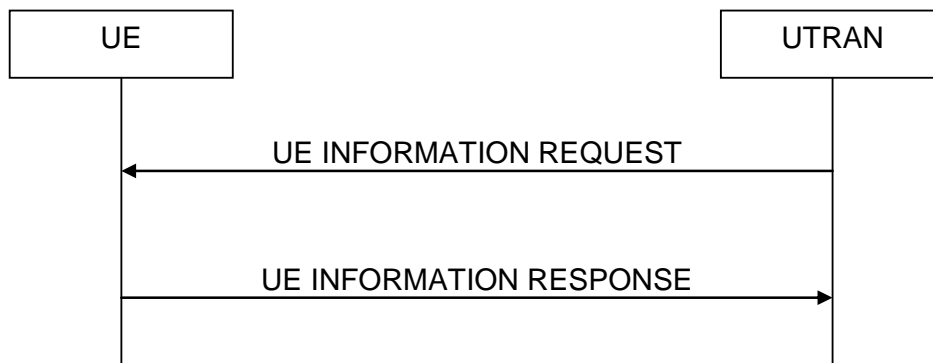 UE
UTRAN
UE INFORMATION REQUEST
UE INFORMATION RESPONSE